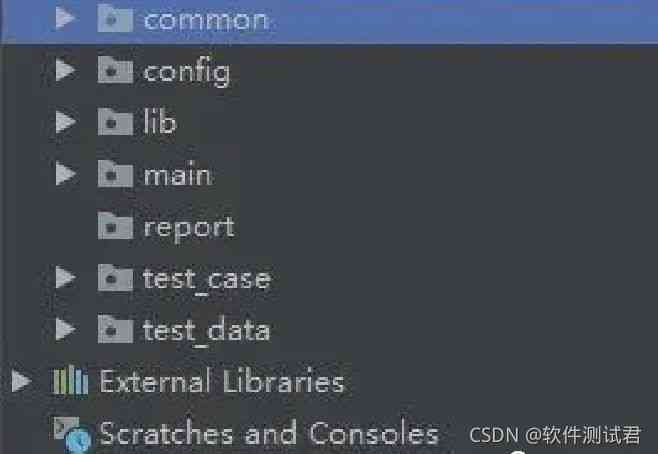 common
config
lib
main
report
test_case
test_data
External Libraries
Scratches and Consoles
CSDN @软件测试君